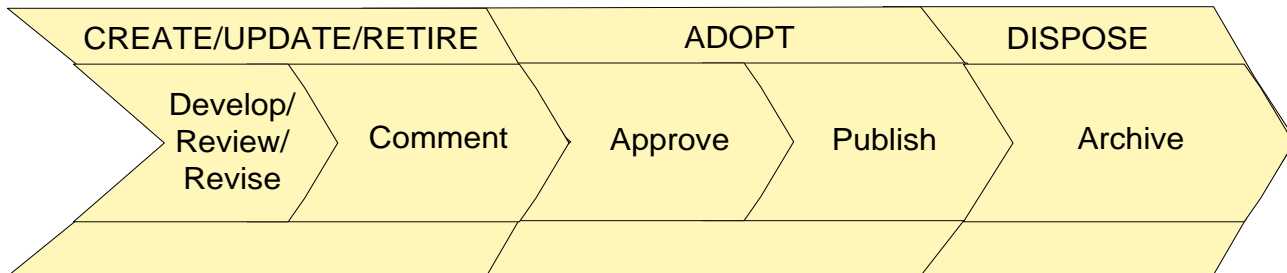 CREATE/UPDATE/RETIRE
ADOPT
DISPOSE
Develop/
Review/
Revise
Comment
Approve
Publish
Archive